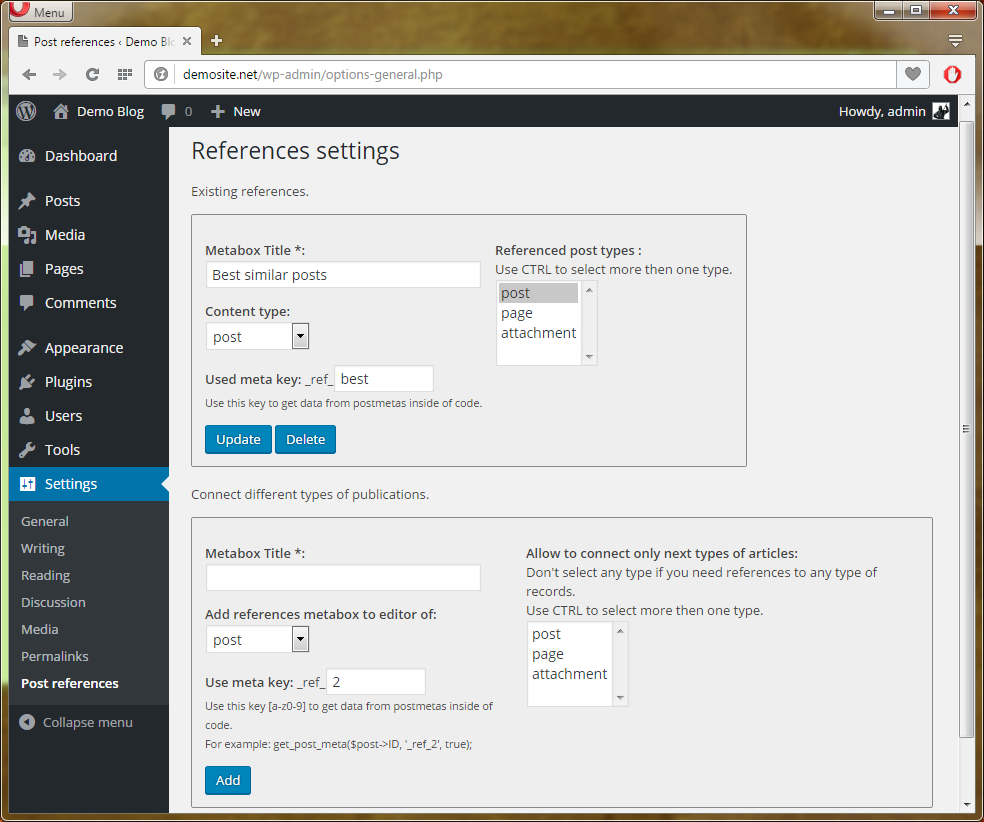 Menu
Post references ‹ Demo Bl
demosite.net/wp-admin/options-general.php
Demo Blog 0 New Howdy, admin
Dashboard
Posts
Media
Pages
Comments
Appearance
Plugins
Users
Tools
Settings
General
Writing
Reading
Discussion
Media
Permalinks
Post references
Collapse menu
References settings
Existing references.
Metabox Title *:
Best similar posts
Content type:
post
Used meta key: _ref_ best
Use this key to get data from postmetas inside of code.
Update Delete
Referenced post types :
Use CTRL to select more then one type.
post
page
attachment
Connect different types of publications.
Metabox Title *:
Add references metabox to editor of:
post
Use meta key: _ref_ 2
Use this key [a-z0-9] to get data from postmetas inside of
code.
For example: get_post_meta($post->ID, '_ref_2', true);
Add
Allow to connect only next types of articles:
Don't select any type if you need references to any type of
records.
Use CTRL to select more then one type.
post
page
attachment